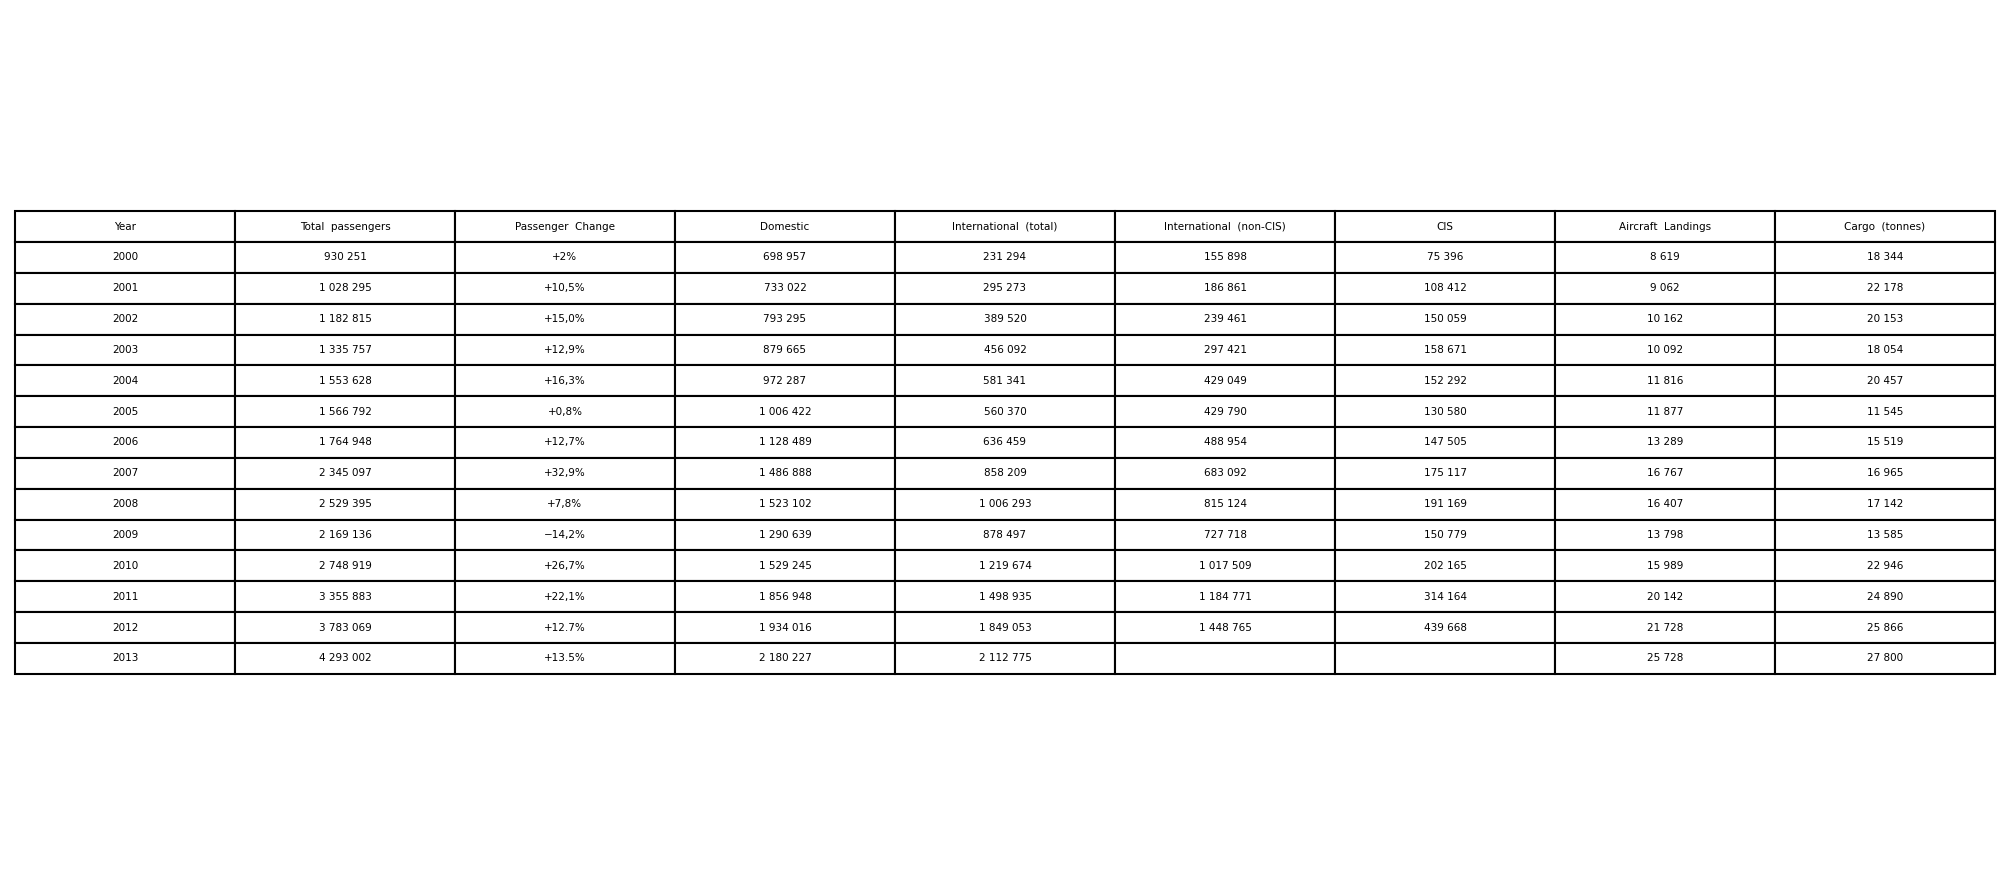 Year Total passengers Passenger Change Domestic International (total) International (non-CIS) CIS Aircraft Landings Cargo (tonnes)
2000 930 251 +2% 698 957 231 294 155 898 75 396 8 619 18 344
2001 1 028 295 +10,5% 733 022 295 273 186 861 108 412 9 062 22 178
2002 1 182 815 +15,0% 793 295 389 520 239 461 150 059 10 162 20 153
2003 1 335 757 +12,9% 879 665 456 092 297 421 158 671 10 092 18 054
2004 1 553 628 +16,3% 972 287 581 341 429 049 152 292 11 816 20 457
2005 1 566 792 +0,8% 1 006 422 560 370 429 790 130 580 11 877 11 545
2006 1 764 948 +12,7% 1 128 489 636 459 488 954 147 505 13 289 15 519
2007 2 345 097 +32,9% 1 486 888 858 209 683 092 175 117 16 767 16 965
2008 2 529 395 +7,8% 1 523 102 1 006 293 815 124 191 169 16 407 17 142
2009 2 169 136 −14,2% 1 290 639 878 497 727 718 150 779 13 798 13 585
2010 2 748 919 +26,7% 1 529 245 1 219 674 1 017 509 202 165 15 989 22 946
2011 3 355 883 +22,1% 1 856 948 1 498 935 1 184 771 314 164 20 142 24 890
2012 3 783 069 +12.7% 1 934 016 1 849 053 1 448 765 439 668 21 728 25 866
2013 4 293 002 +13.5% 2 180 227 2 112 775 25 728 27 800